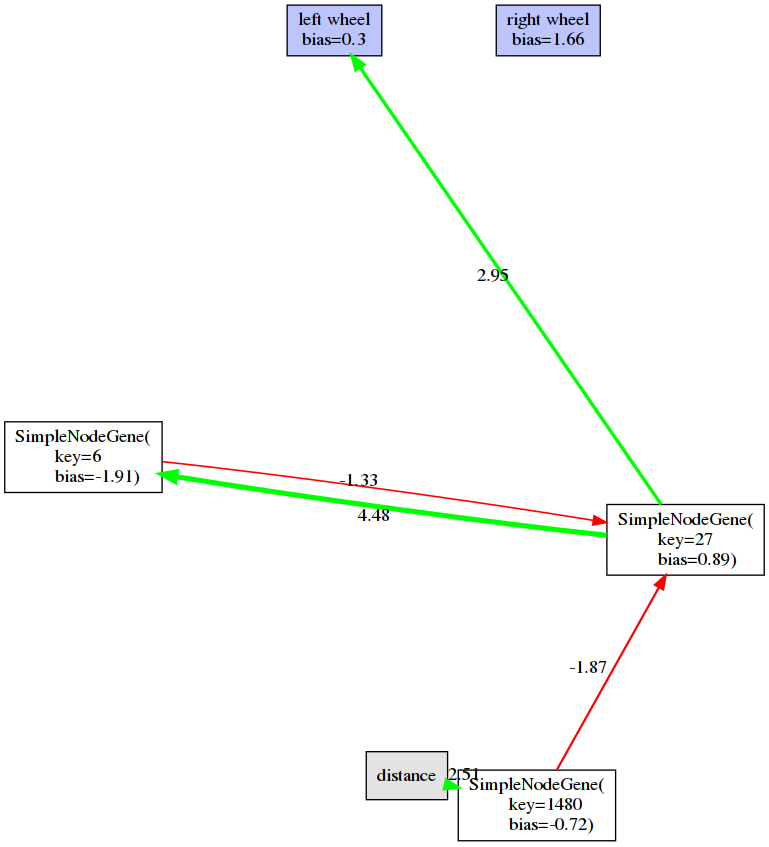 left wheel
bias=0.3
right wheel
bias=1.66
2.95
SimpleNodeGene(
key=6
bias=-1.91)
-1.33
4.48
SimpleNodeGene(
key=27
bias=0.89)
-1.87
distance
2.51
SimpleNodeGene(
key=1480
bias=-0.72)